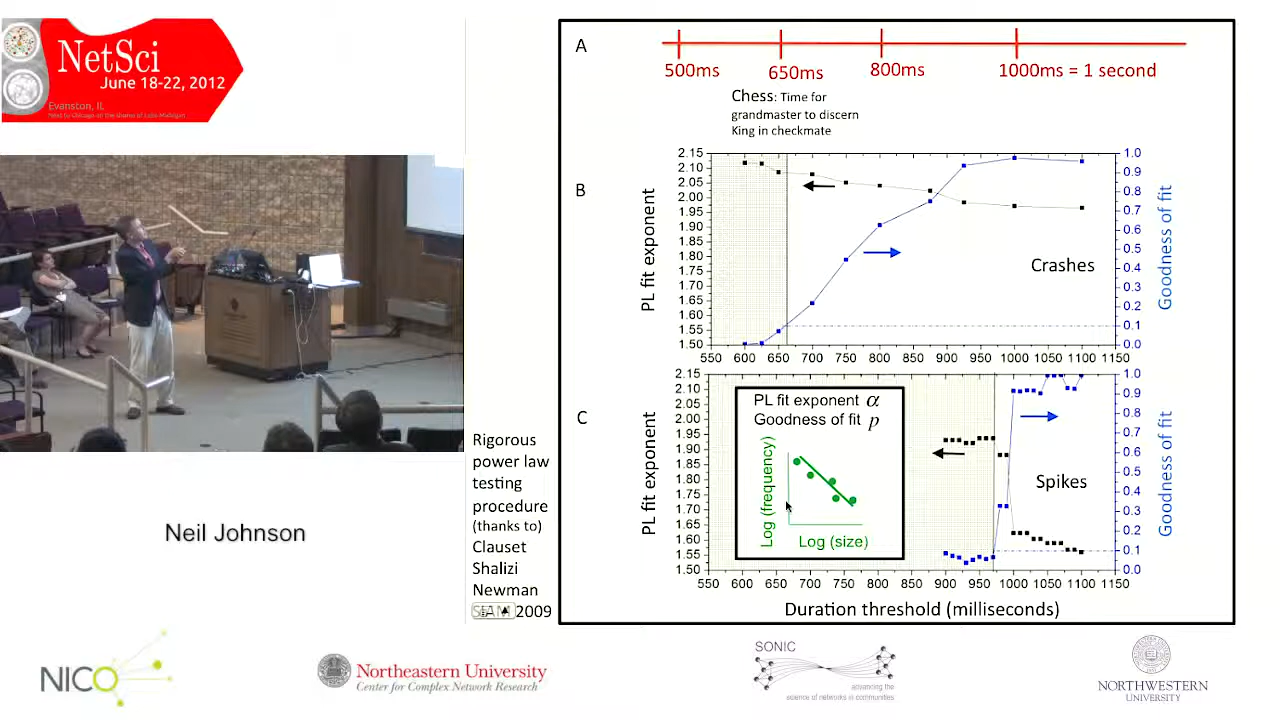 NetSci
June 18-22, 2012
Evanston, IL
Neil Johnson
Rigorous
power law
testing
procedure
(thanks to)
Clauset
Shalizi
Newman
SIAM 2009
A
500ms
650ms
800ms
1000ms = 1 second
Chess: Time for
grandmaster to discern
King in checkmate
B
PL fit exponent
2.15
2.10
2.05
2.00
1.95
1.90
1.85
1.80
1.75
1.70
1.65
1.60
1.55
1.50
Crashes
1.0
0.9
0.8
0.7
0.6
0.5
0.4
0.3
0.2
0.1
0.0
Goodness of fit
550 600 650 700 750 800 850 900 950 1000 1050 1100 1150
C
PL fit exponent
2.15
2.10
2.05
2.00
1.95
1.90
1.85
1.80
1.75
1.70
1.65
1.60
1.55
1.50
PL fit exponent α
Goodness of fit p
Log (frequency)
Log (size)
Spikes
1.0
0.9
0.8
0.7
0.6
0.5
0.4
0.3
0.2
0.1
0.0
Goodness of fit
550 600 650 700 750 800 850 900 950 1000 1050 1100 1150
Duration threshold (milliseconds)
NICO
Northeastern University
Center for Complex Network Research
SONIC
advancing the
science of networks in communities
NORTHWESTERN
UNIVERSITY